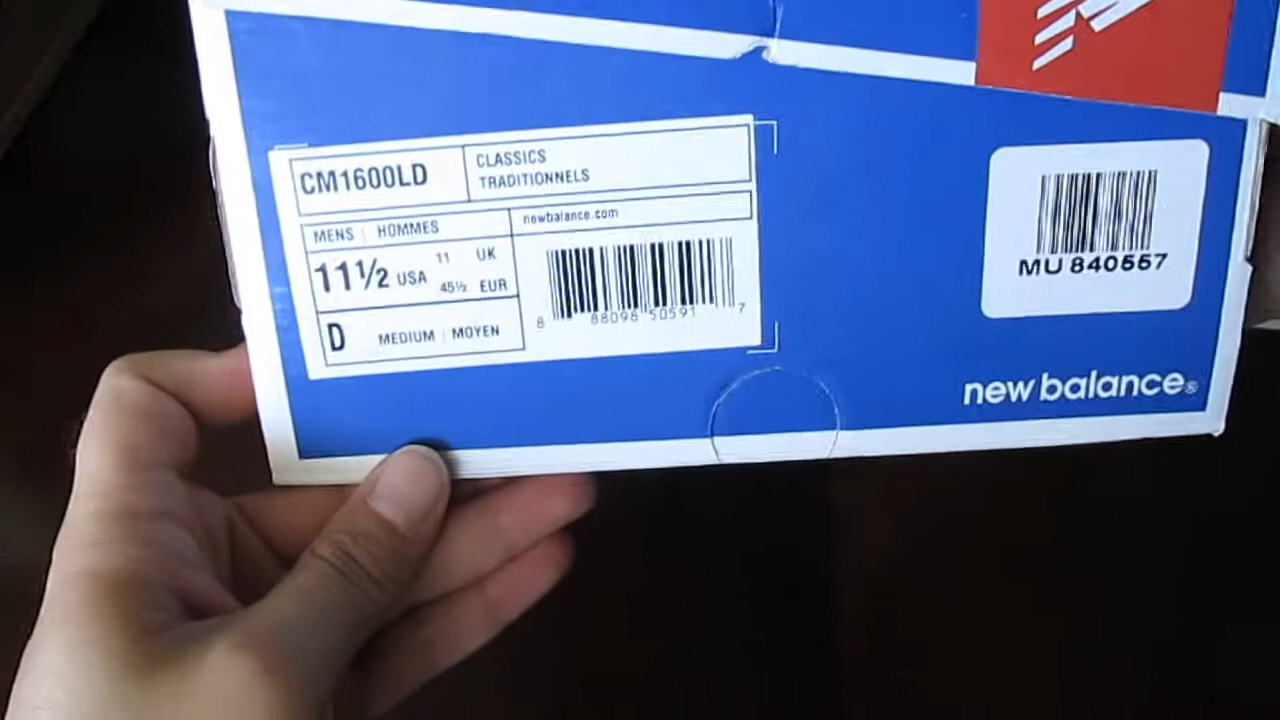 CM1600LD
CLASSICS
TRADITIONNELS
MENS | HOMMES
newbalance.com
11½ USA
11 UK
45½ EUR
D MEDIUM | MOYEN
8 88098 50591 7
MU 840557
new balance®